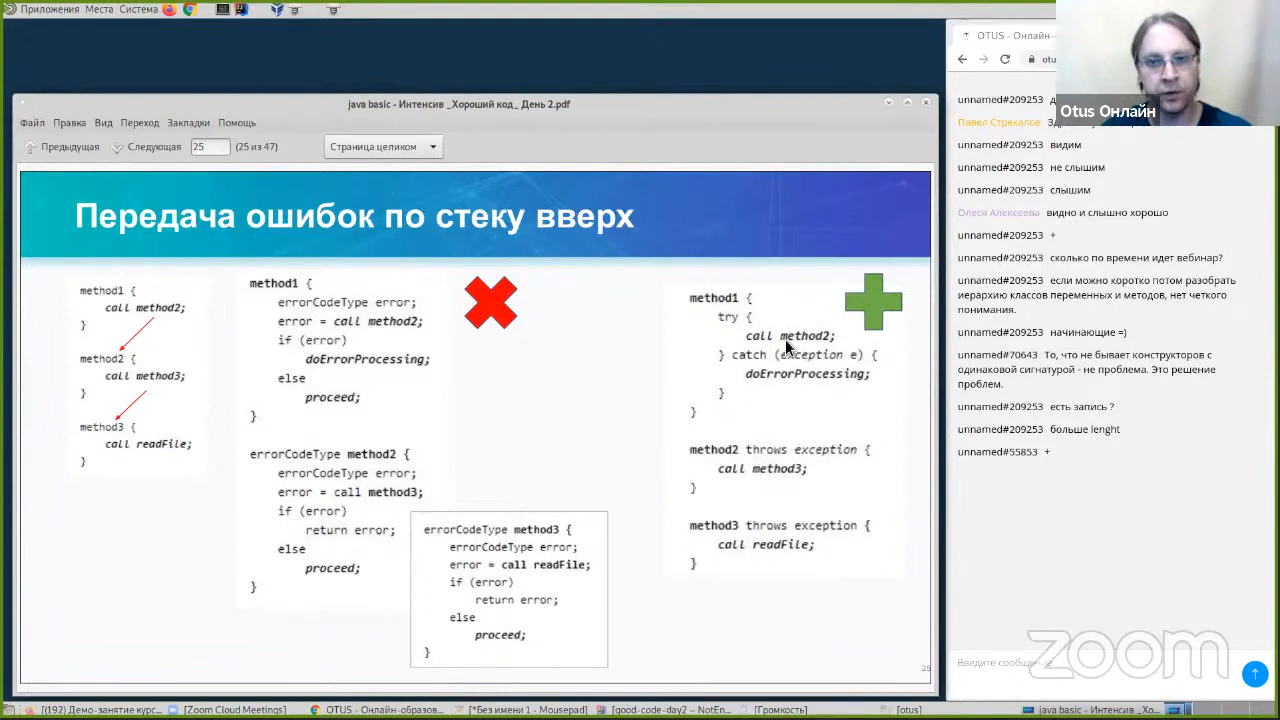 Приложения Места Система
java basic - Интенсив _Хороший код_ День 2.pdf
Файл Правка Вид Переход Закладки Помощь
Предыдущая Следующая 25 (25 из 47) Страница целиком
Передача ошибок по стеку вверх
method1 {
call method2;
}
method2 {
call method3;
}
method3 {
call readFile;
}
method1 {
errorCodeType error;
error = call method2;
if (error)
doErrorProcessing;
else
proceed;
}
errorCodeType method2 {
errorCodeType error;
error = call method3;
if (error)
return error;
else
proceed;
}
errorCodeType method3 {
errorCodeType error;
error = call readFile;
if (error)
return error;
else
proceed;
}
method1 {
try {
call method2;
} catch (exception e) {
doErrorProcessing;
}
}
method2 throws exception {
call method3;
}
method3 throws exception {
call readFile;
}
25
OTUS - Онлайн-
otu
Otus Онлайн
unnamed#209253
Павел Стрекалов
unnamed#209253 видим
unnamed#209253 не слышим
unnamed#209253 слышим
Олеся Алексеева видно и слышно хорошо
unnamed#209253 +
unnamed#209253 сколько по времени идет вебинар?
unnamed#209253 если можно коротко потом разобрать
иерархию классов переменных и методов, нет четкого
понимания.
unnamed#209253 начинающие =)
unnamed#70643 То, что не бывает конструкторов с
одинаковой сигнатурой - не проблема. Это решение
проблем.
unnamed#209253 есть запись ?
unnamed#209253 больше lenght
unnamed#55853 +
Введите сообщение
zoom
[(192) Демо-занятие курс... [Zoom Cloud Meetings] OTUS - Онлайн-образов... [*Без имени 1 - Mousepad] [good-code-day2 – NotEn... [Громкость] [otus] java basic - Интенсив _Хо...